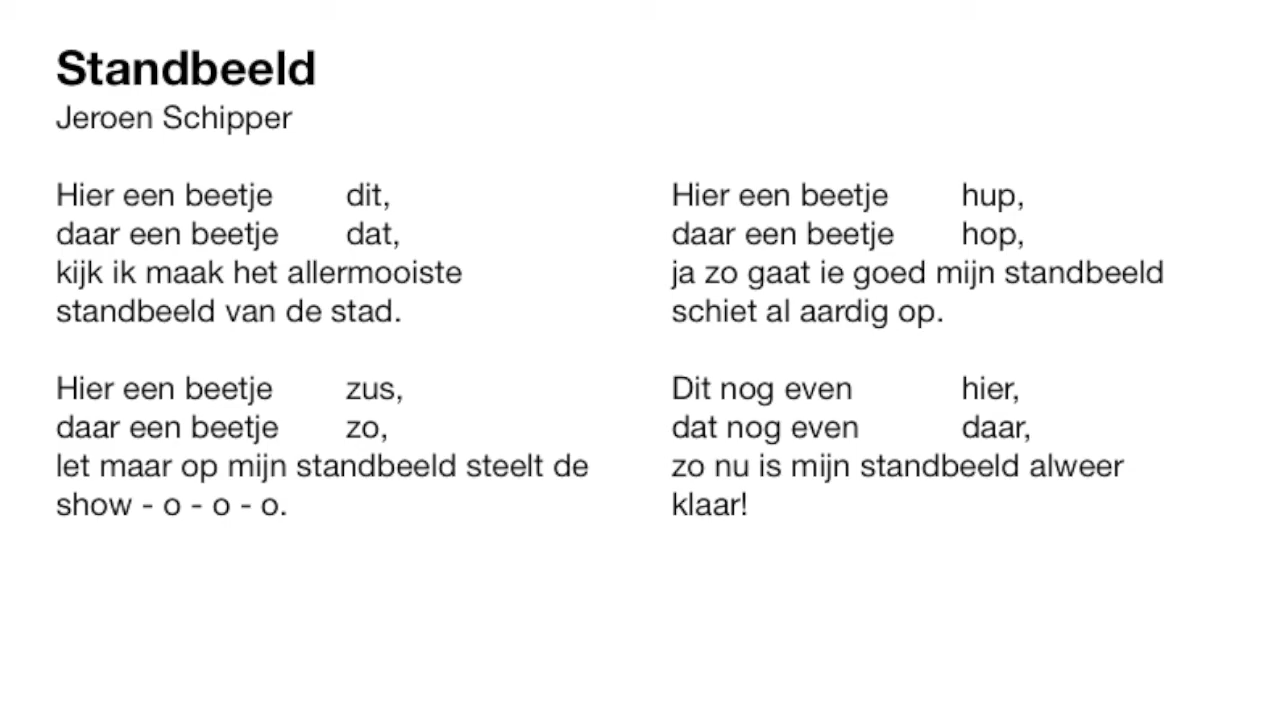 Standbeeld
Jeroen Schipper
Hier een beetje dit,
daar een beetje dat,
kijk ik maak het allermooiste
standbeeld van de stad.
Hier een beetje zus,
daar een beetje zo,
let maar op mijn standbeeld steelt de
show - o - o - o.
Hier een beetje hup,
daar een beetje hop,
ja zo gaat ie goed mijn standbeeld
schiet al aardig op.
Dit nog even hier,
dat nog even daar,
zo nu is mijn standbeeld alweer
klaar!